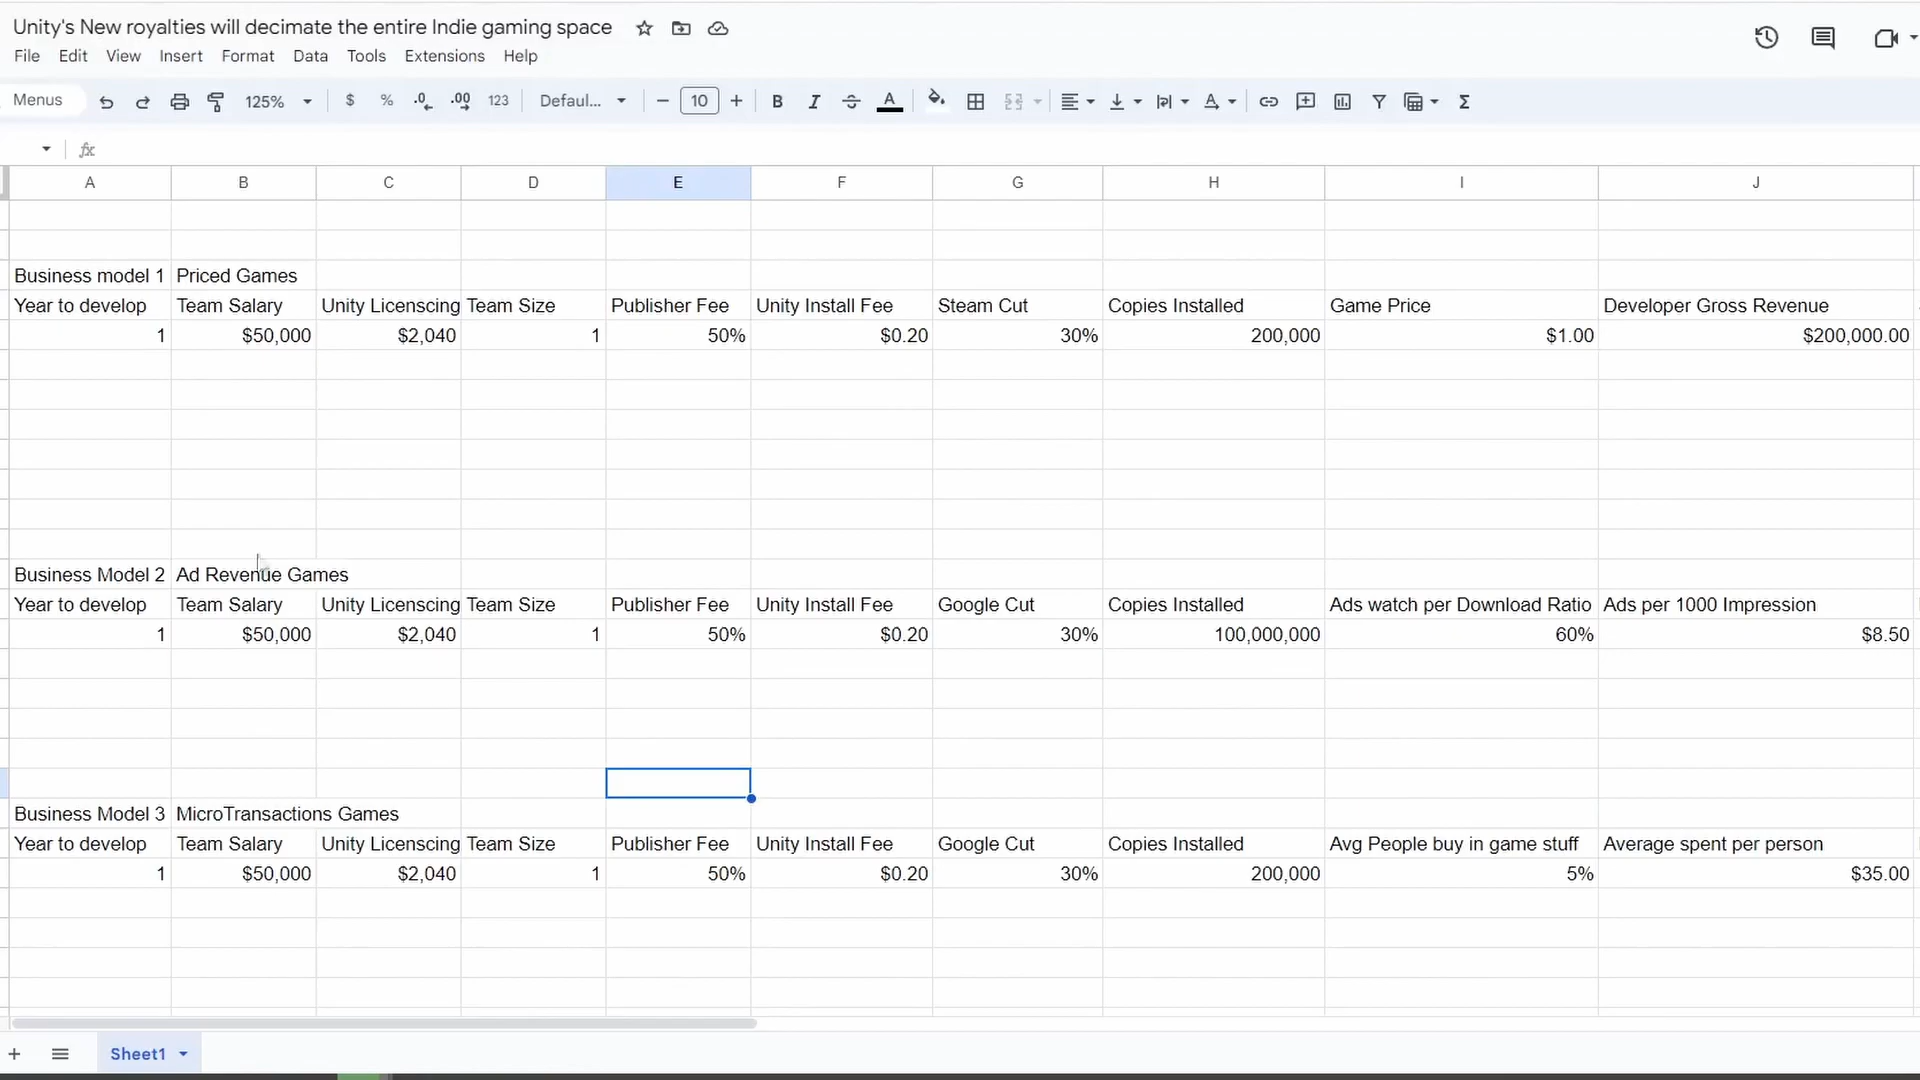 Unity's New royalties will decimate the entire Indie gaming space
File Edit View Insert Format Data Tools Extensions Help
Menus 125% $ % .0 .00 123 Defaul... 10 B I S A A Σ
fx
A B C D E F G H I J
Business model 1 Priced Games
Year to develop Team Salary Unity Licenscing Team Size Publisher Fee Unity Install Fee Steam Cut Copies Installed Game Price Developer Gross Revenue
1 $50,000 $2,040 1 50% $0.20 30% 200,000 $1.00 $200,000.00
Business Model 2 Ad Revenue Games
Year to develop Team Salary Unity Licenscing Team Size Publisher Fee Unity Install Fee Google Cut Copies Installed Ads watch per Download Ratio Ads per 1000 Impression
1 $50,000 $2,040 1 50% $0.20 30% 100,000,000 60% $8.50
Business Model 3 MicroTransactions Games
Year to develop Team Salary Unity Licenscing Team Size Publisher Fee Unity Install Fee Google Cut Copies Installed Avg People buy in game stuff Average spent per person
1 $50,000 $2,040 1 50% $0.20 30% 200,000 5% $35.00
Sheet1